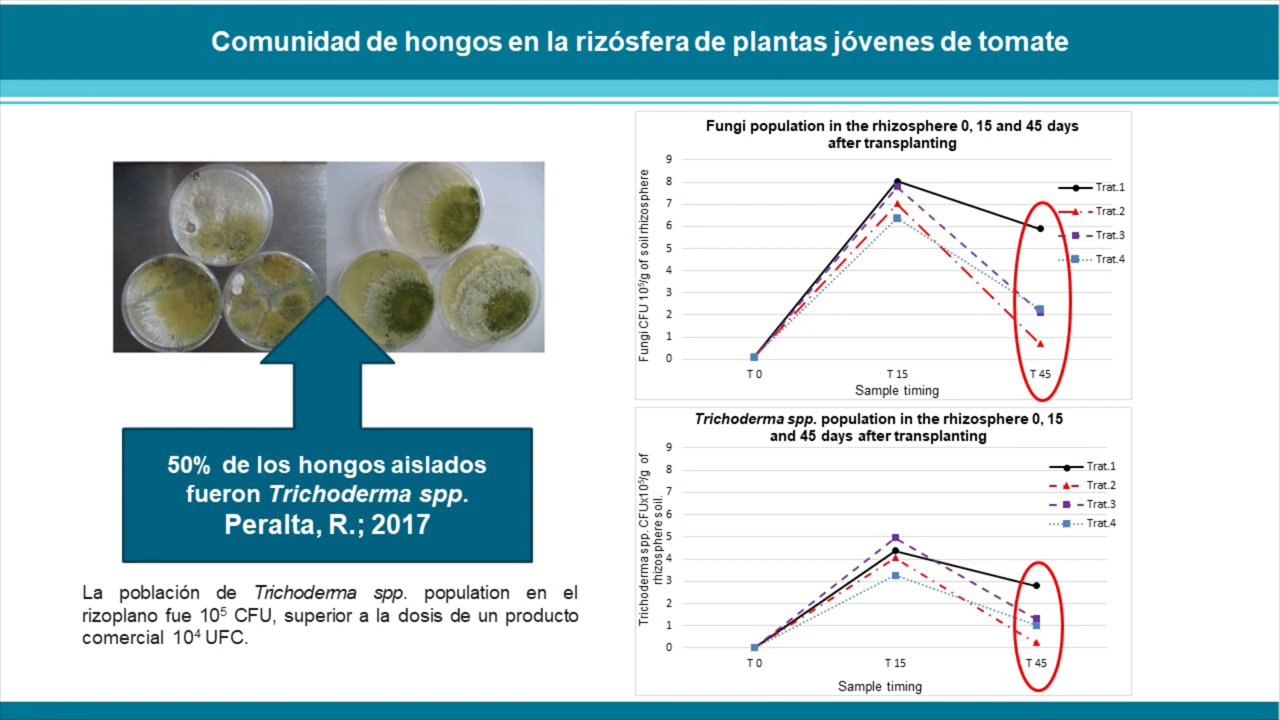 Comunidad de hongos en la rizósfera de plantas jóvenes de tomate
50% de los hongos aislados
fueron Trichoderma spp.
Peralta, R.; 2017
La población de Trichoderma spp. population en el
rizoplano fue 10⁵ CFU, superior a la dosis de un producto
comercial 10⁴ UFC.
Fungi population in the rhizosphere 0, 15 and 45 days
after transplanting
Fungi CFU 10⁵/g of soil rhizosphere
9
8
7
6
5
4
3
2
1
0
T 0
T 15
T 45
Sample timing
Trat.1
Trat.2
Trat.3
Trat.4
Trichoderma spp. population in the rhizosphere 0, 15
and 45 days after transplanting
Trichoderma spp. CFUx10⁵/g of
rhizosphere soil.
9
8
7
6
5
4
3
2
1
0
T 0
T 15
T 45
Sample timing
Trat.1
Trat.2
Trat.3
Trat.4